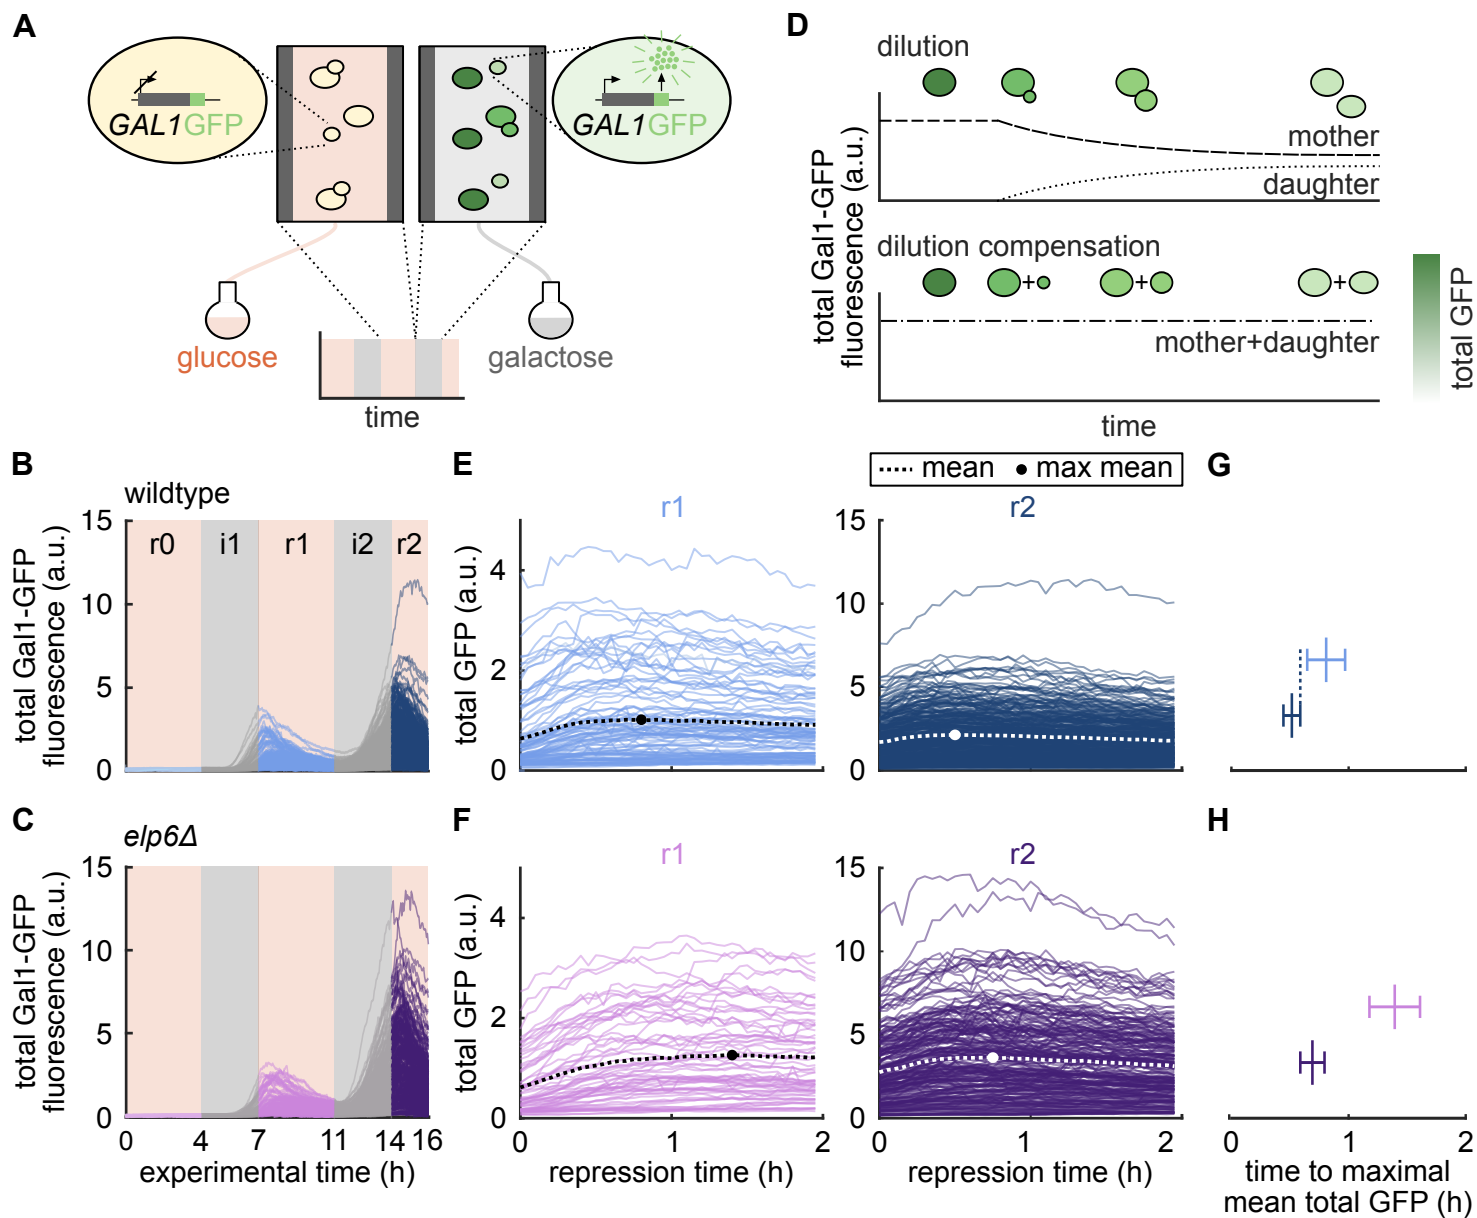 A
GAL1GFP
GAL1GFP
glucose
galactose
time
D
dilution
mother
daughter
dilution compensation
mother+daughter
total Gal1-GFP
fluorescence (a.u.)
time
total GFP
B
wildtype
r0
i1
r1
i2
r2
15
10
5
0
total Gal1-GFP
fluorescence (a.u.)
E
mean
max mean
r1
r2
4
2
0
0
2
total GFP (a.u.)
15
10
5
0
G
0
2
C
elp6Δ
15
10
5
0
total Gal1-GFP
fluorescence (a.u.)
0
4
7
11
14
16
experimental time (h)
F
r1
r2
4
2
0
total GFP (a.u.)
0
1
2
repression time (h)
15
10
5
0
0
1
2
repression time (h)
H
0
1
2
time to maximal
mean total GFP (h)